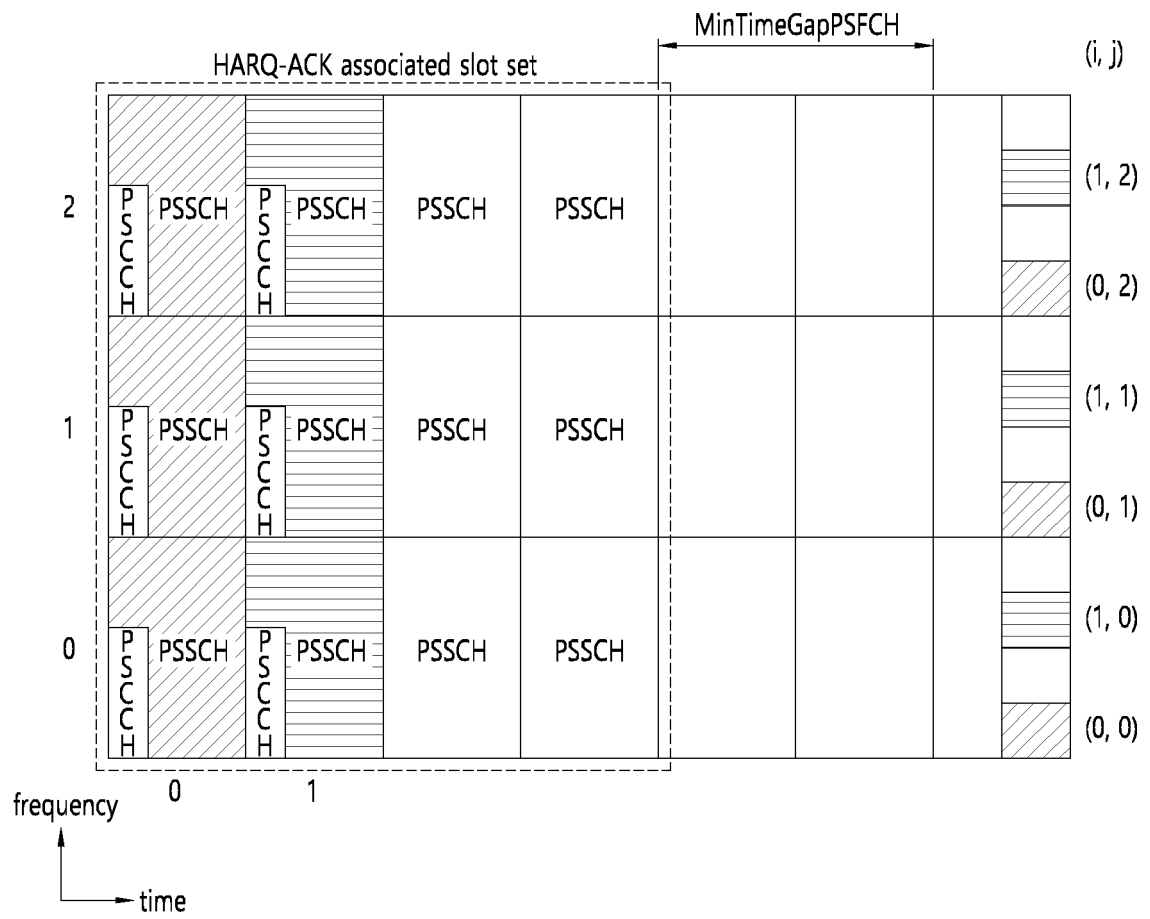 MinTimeGapPSFCH
(i, j)
HARQ-ACK associated slot set
2
PSCCH
PSSCH
PSCCH
PSSCH
PSSCH
PSSCH
(1, 2)
(0, 2)
1
PSCCH
PSSCH
PSCCH
PSSCH
PSSCH
PSSCH
(1, 1)
(0, 1)
0
PSCCH
PSSCH
PSCCH
PSSCH
PSSCH
PSSCH
(1, 0)
(0, 0)
0
1
frequency
time